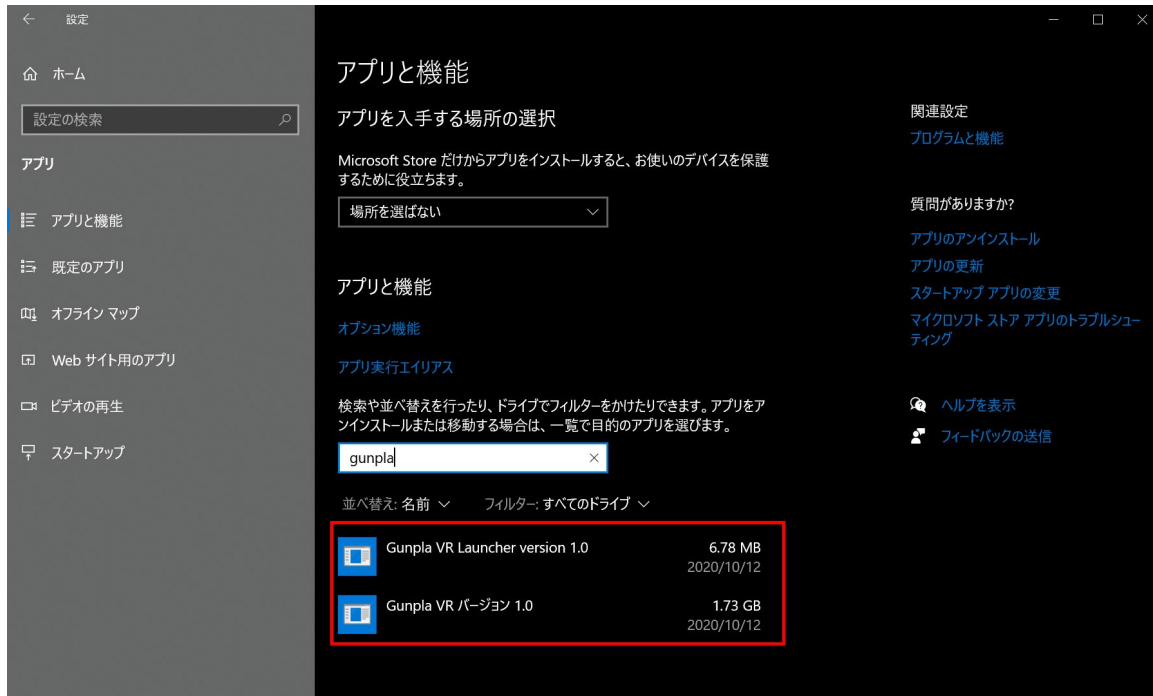 設定
ホーム
設定の検索
アプリ
アプリと機能
既定のアプリ
オフライン マップ
Web サイト用のアプリ
ビデオの再生
スタートアップ
アプリと機能
アプリを入手する場所の選択
Microsoft Store だけからアプリをインストールすると、お使いのデバイスを保護
するために役立ちます。
場所を選ばない
アプリと機能
オプション機能
アプリ実行エイリアス
検索や並べ替えを行ったり、ドライブでフィルターをかけたりできます。アプリをア
ンインストールまたは移動する場合は、一覧で目的のアプリを選びます。
gunpla
並べ替え: 名前 フィルター: すべてのドライブ
Gunpla VR Launcher version 1.0 6.78 MB
2020/10/12
Gunpla VR バージョン 1.0 1.73 GB
2020/10/12
関連設定
プログラムと機能
質問がありますか?
アプリのアンインストール
アプリの更新
スタートアップ アプリの変更
マイクロソフト ストア アプリのトラブルシュー
ティング
ヘルプを表示
フィードバックの送信